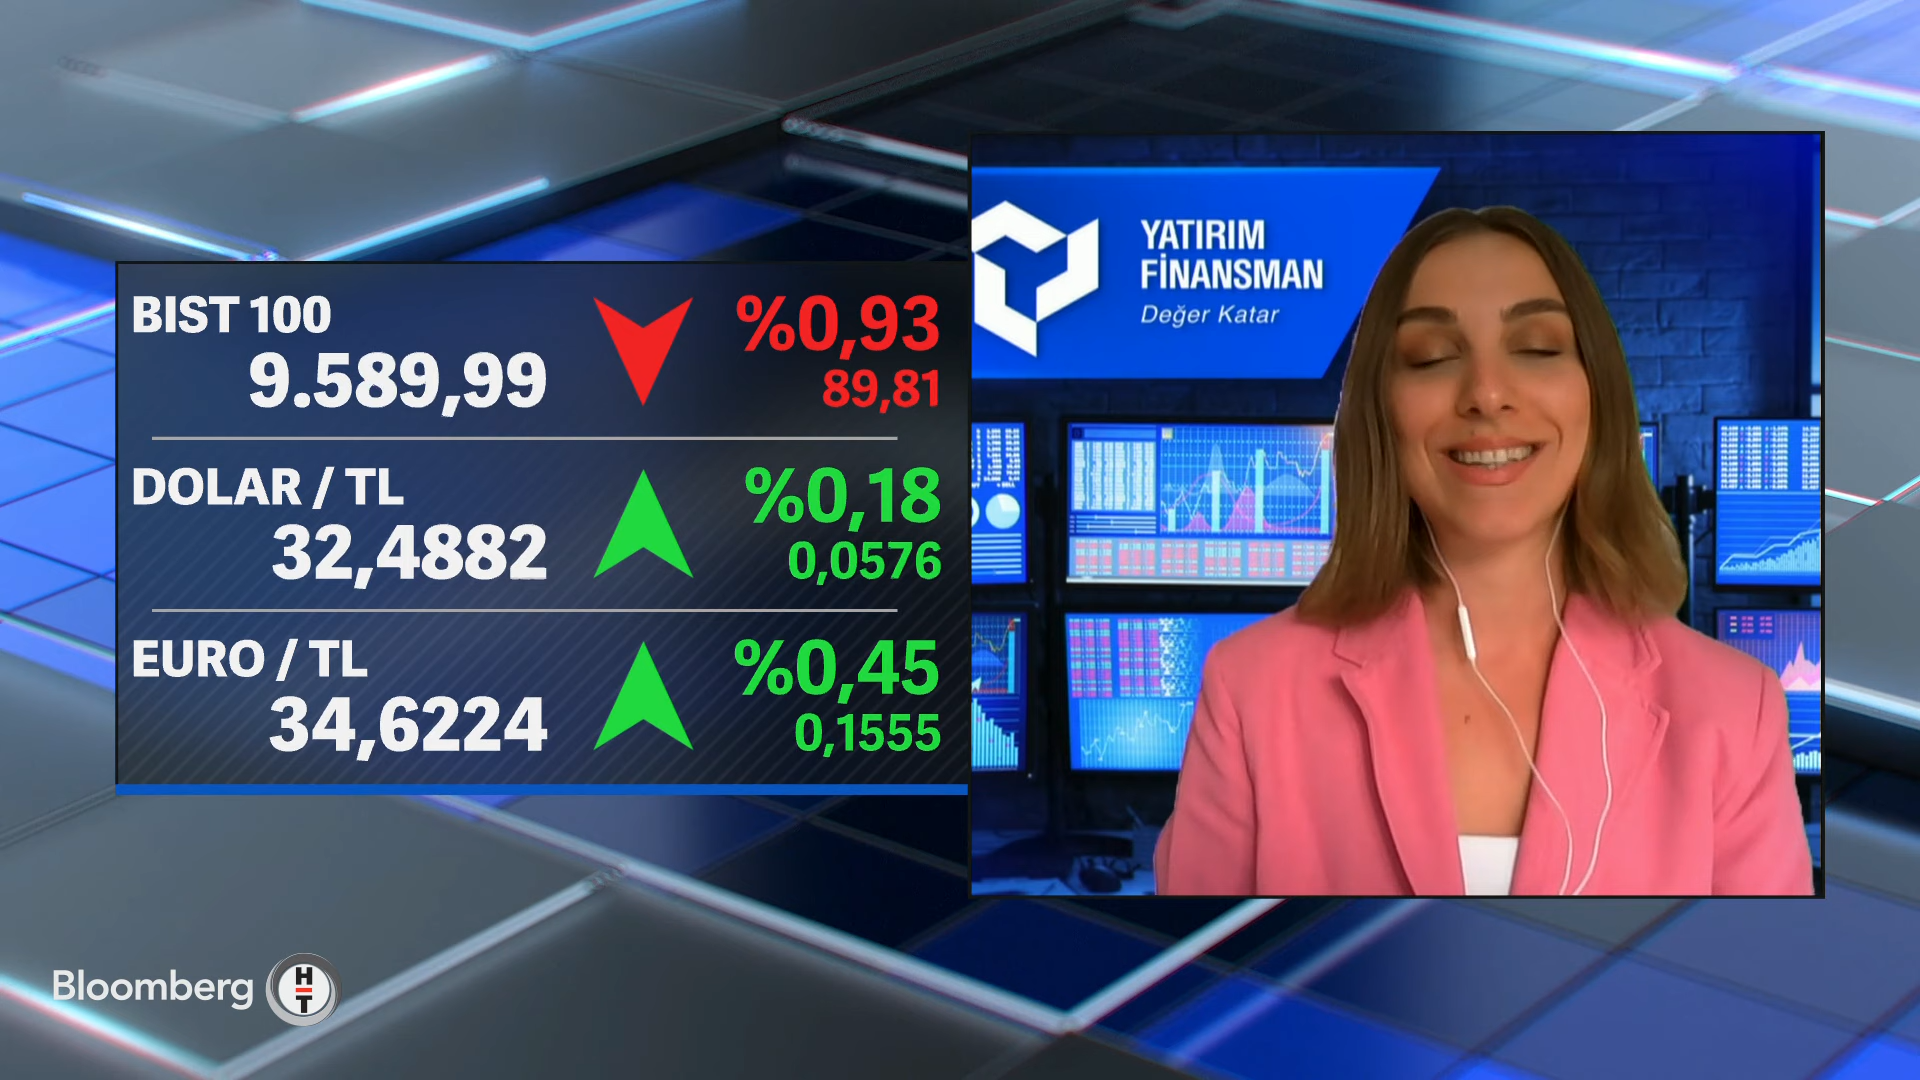 BIST 100
9.589,99
%0,93
89,81
DOLAR / TL
32,4882
%0,18
0,0576
EURO / TL
34,6224
%0,45
0,1555
YATIRIM
FİNANSMAN
Değer Katar
Bloomberg HT